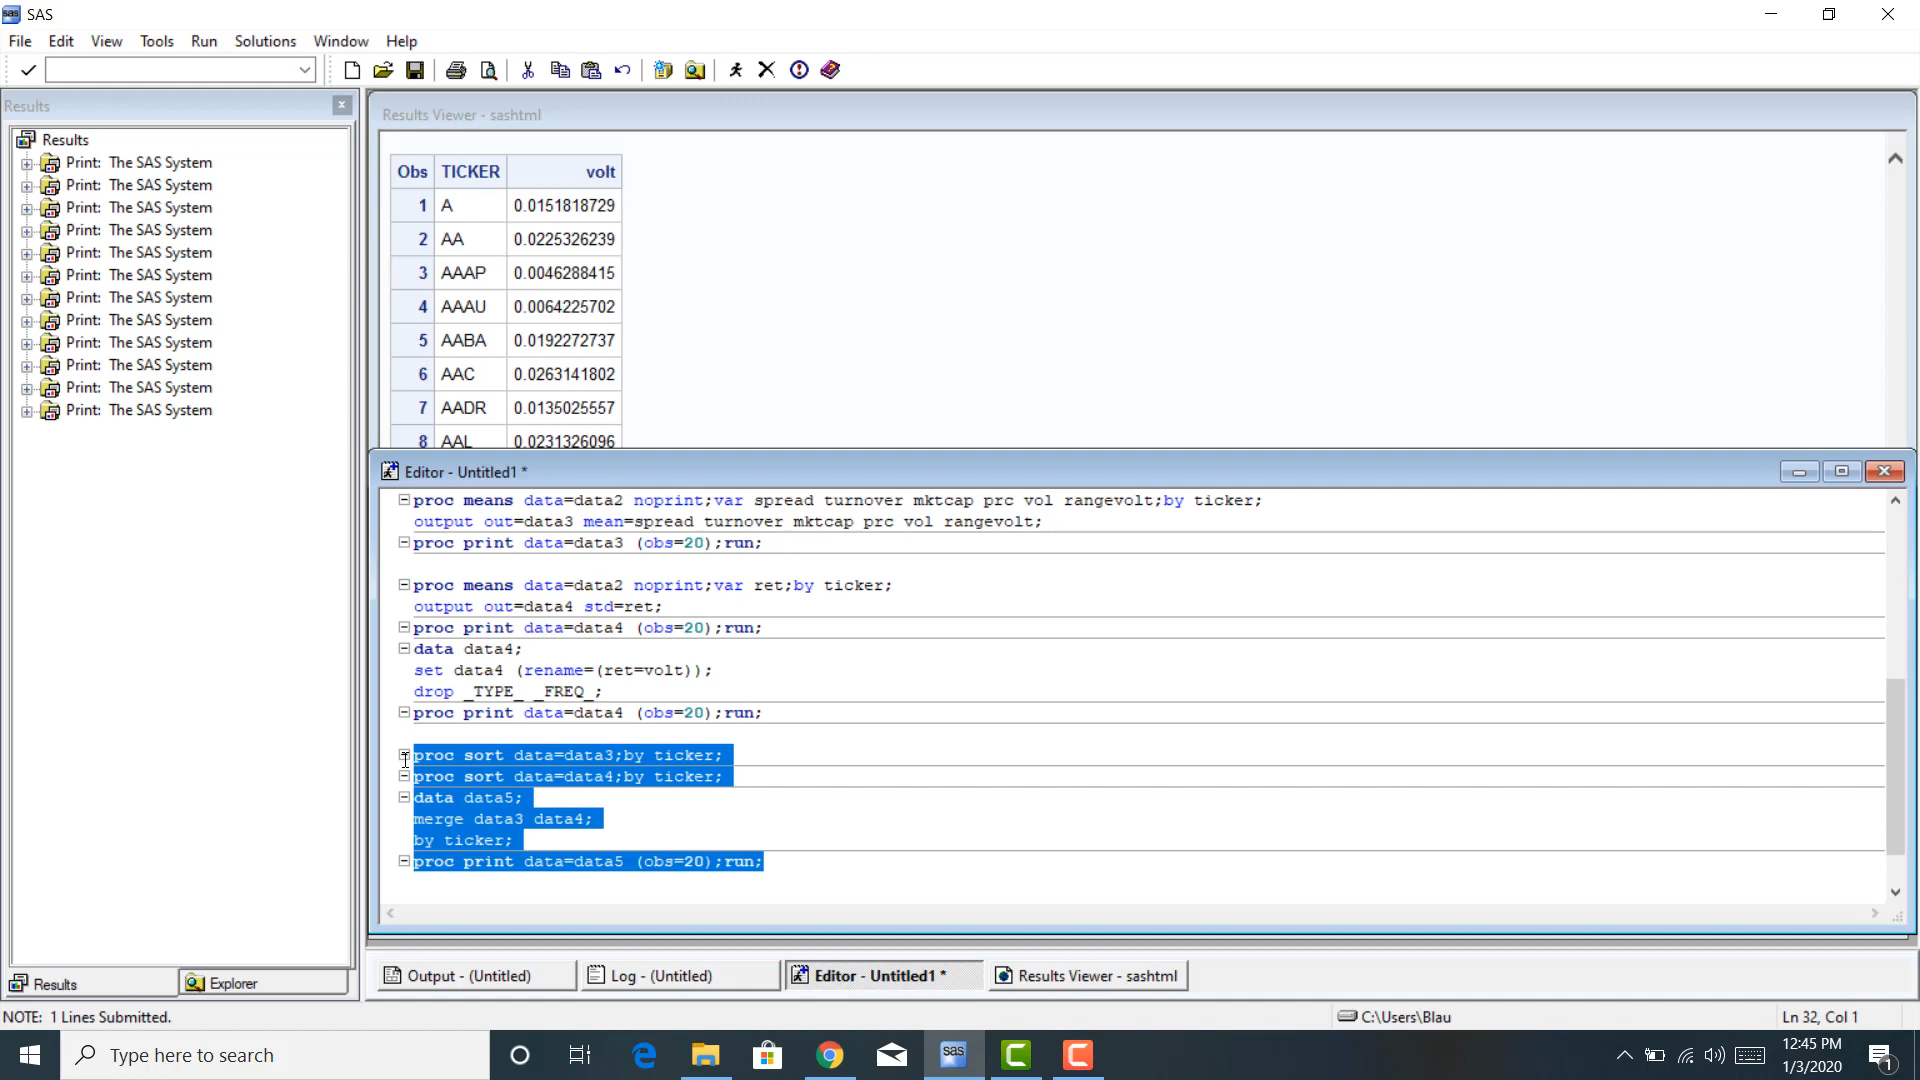 SAS
File Edit View Tools Run Solutions Window Help
Results
Results
Print: The SAS System
Print: The SAS System
Print: The SAS System
Print: The SAS System
Print: The SAS System
Print: The SAS System
Print: The SAS System
Print: The SAS System
Print: The SAS System
Print: The SAS System
Print: The SAS System
Print: The SAS System
Results Explorer
Results Viewer - sashtml
Obs TICKER volt
1 A 0.0151818729
2 AA 0.0225326239
3 AAAP 0.0046288415
4 AAAU 0.0064225702
5 AABA 0.0192272737
6 AAC 0.0263141802
7 AADR 0.0135025557
8 AAL 0.0231326096
Editor - Untitled1 *
proc means data=data2 noprint;var spread turnover mktcap prc vol rangevolt;by ticker;
output out=data3 mean=spread turnover mktcap prc vol rangevolt;
proc print data=data3 (obs=20);run;
proc means data=data2 noprint;var ret;by ticker;
output out=data4 std=ret;
proc print data=data4 (obs=20);run;
data data4;
set data4 (rename=(ret=volt));
drop _TYPE_ _FREQ_;
proc print data=data4 (obs=20);run;
proc sort data=data3;by ticker;
proc sort data=data4;by ticker;
data data5;
merge data3 data4;
by ticker;
proc print data=data5 (obs=20);run;
Output - (Untitled) Log - (Untitled) Editor - Untitled1 * Results Viewer - sashtml
NOTE: 1 Lines Submitted. C:\Users\Blau Ln 32, Col 1
Type here to search
sas
12:45 PM
1/3/2020
1